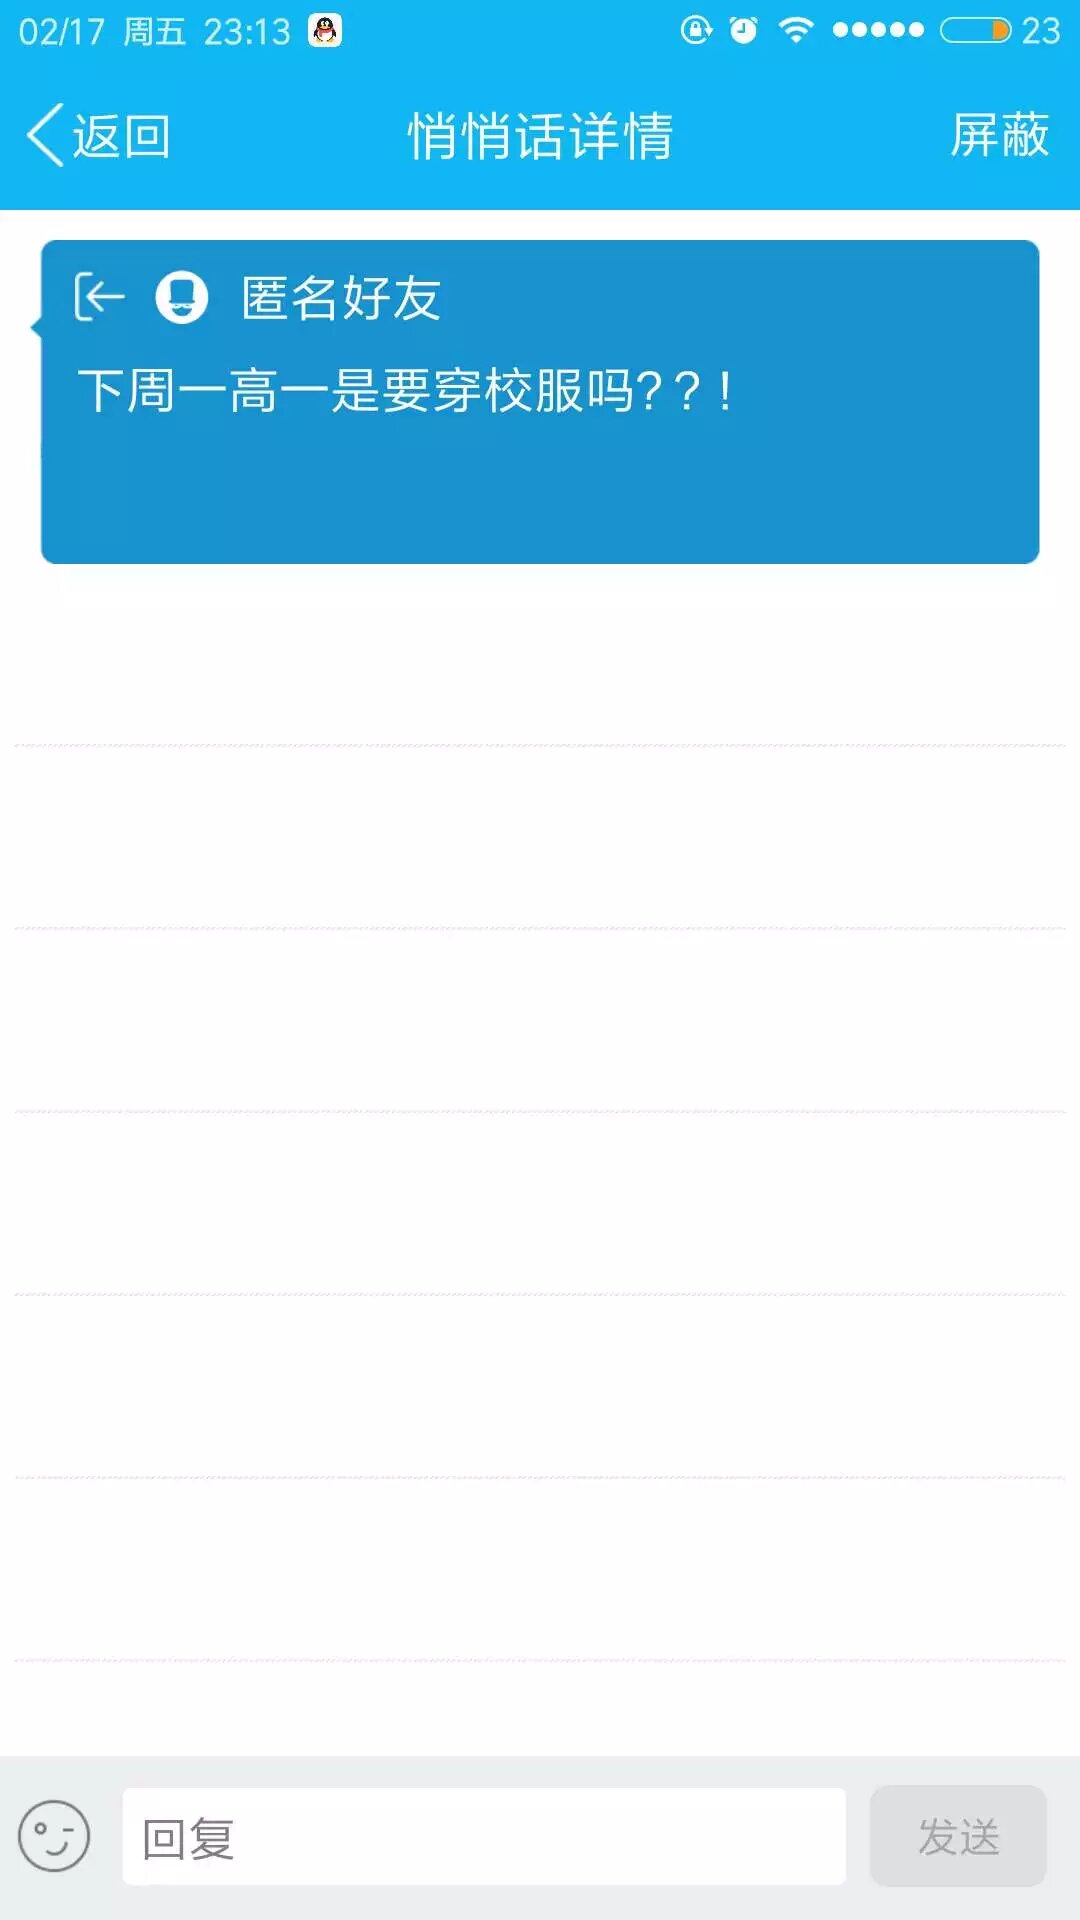 02/17 周五 23:13 23
返回 悄悄话详情 屏蔽
匿名好友
下周一高一是要穿校服吗?？！
回复 发送